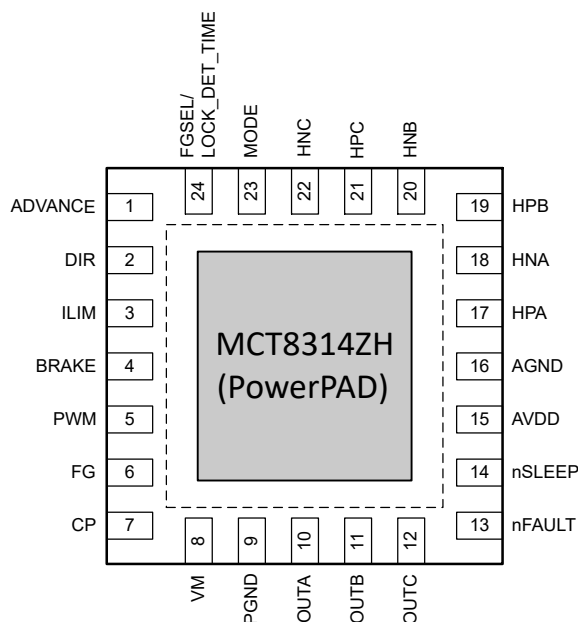 FGSEL/
LOCK_DET_TIME
MODE
HNC
HPC
HNB
24
23
22
21
20
ADVANCE
1
DIR
2
ILIM
3
BRAKE
4
PWM
5
FG
6
CP
7
MCT8314ZH
(PowerPAD)
19
HPB
18
HNA
17
HPA
16
AGND
15
AVDD
14
nSLEEP
13
nFAULT
8
9
10
11
12
VM
PGND
OUTA
OUTB
OUTC